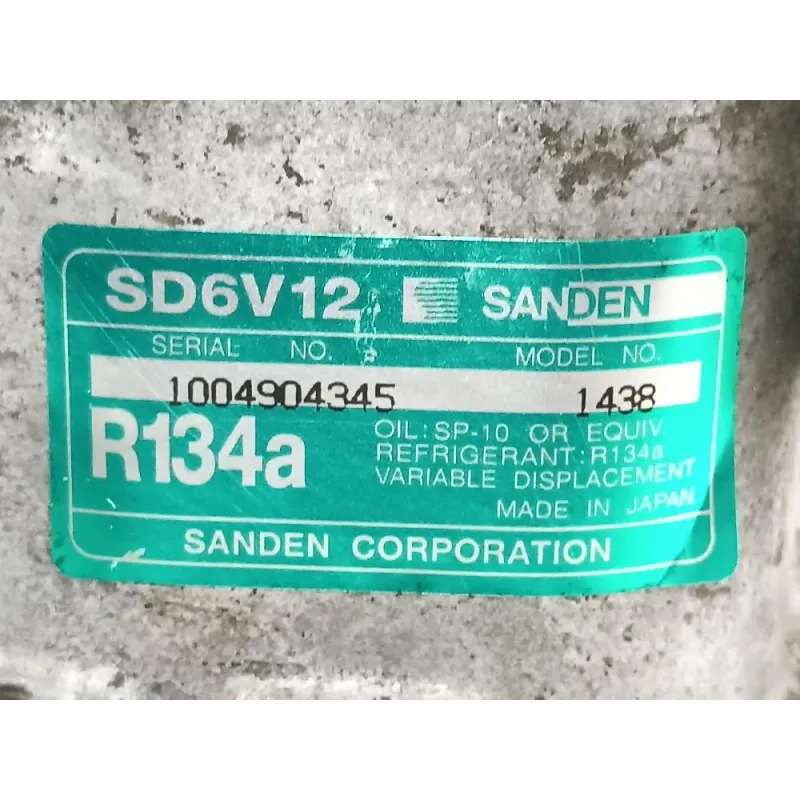 SD6V12 SANDEN
SERIAL NO. MODEL NO.
1004904345 1438
R134a
OIL: SP-10 OR EQUIV
REFRIGERANT: R134a
VARIABLE DISPLACEMENT
MADE IN JAPAN
SANDEN CORPORATION